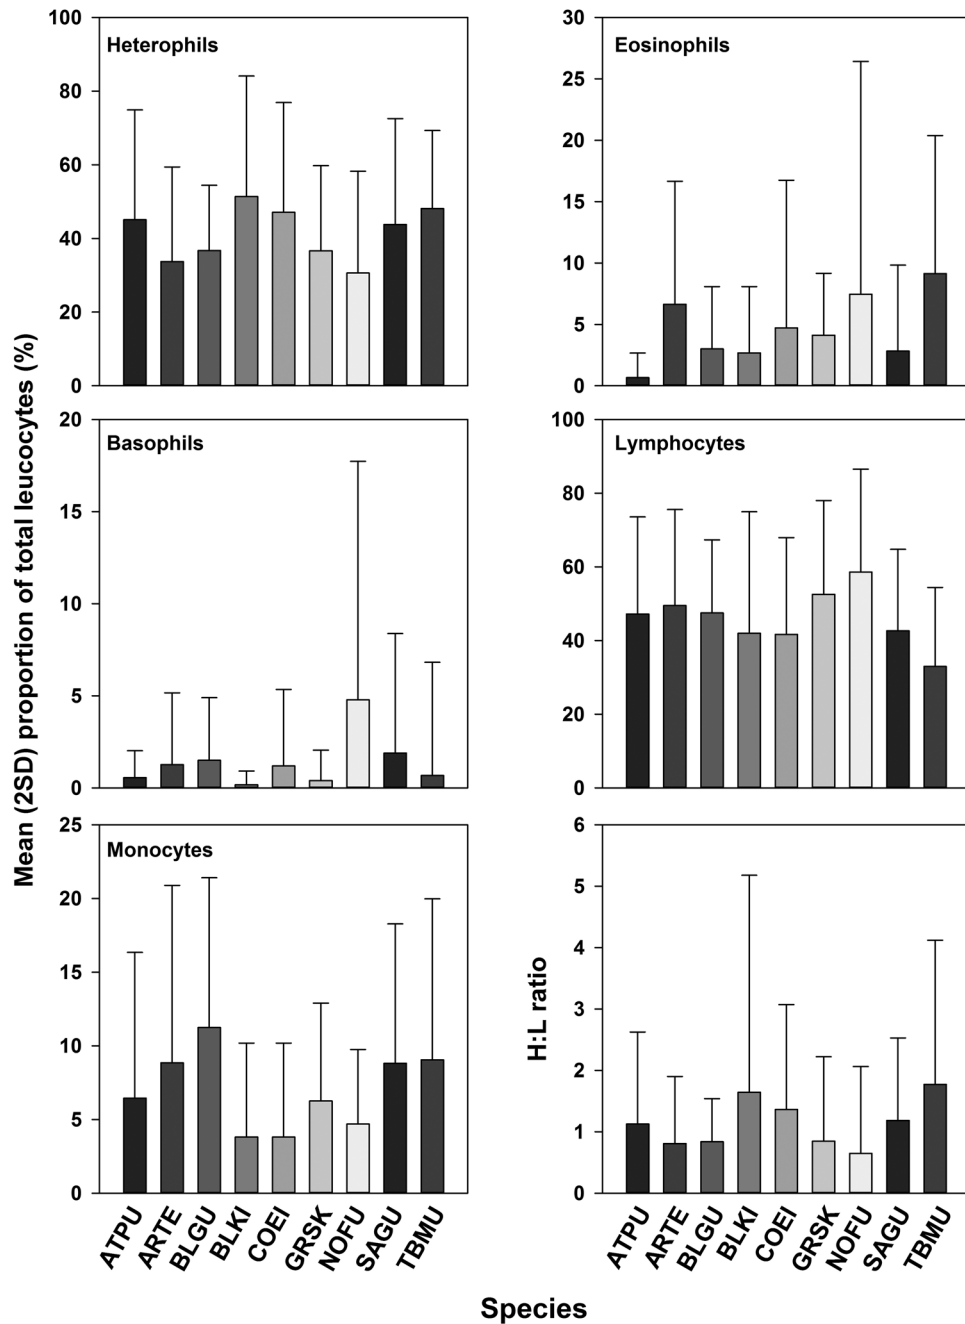 Mean (2SD) proportion of total leucocytes (%)
Heterophils
100
80
60
40
20
0
Eosinophils
30
25
20
15
10
5
0
Basophils
20
15
10
5
0
Lymphocytes
100
80
60
40
20
0
Monocytes
25
20
15
10
5
0
H:L ratio
6
5
4
3
2
1
0
ATPU
ARTE
BLGU
BLKI
COEI
GRSK
NOFU
SAGU
TBMU
ATPU
ARTE
BLGU
BLKI
COEI
GRSK
NOFU
SAGU
TBMU
Species